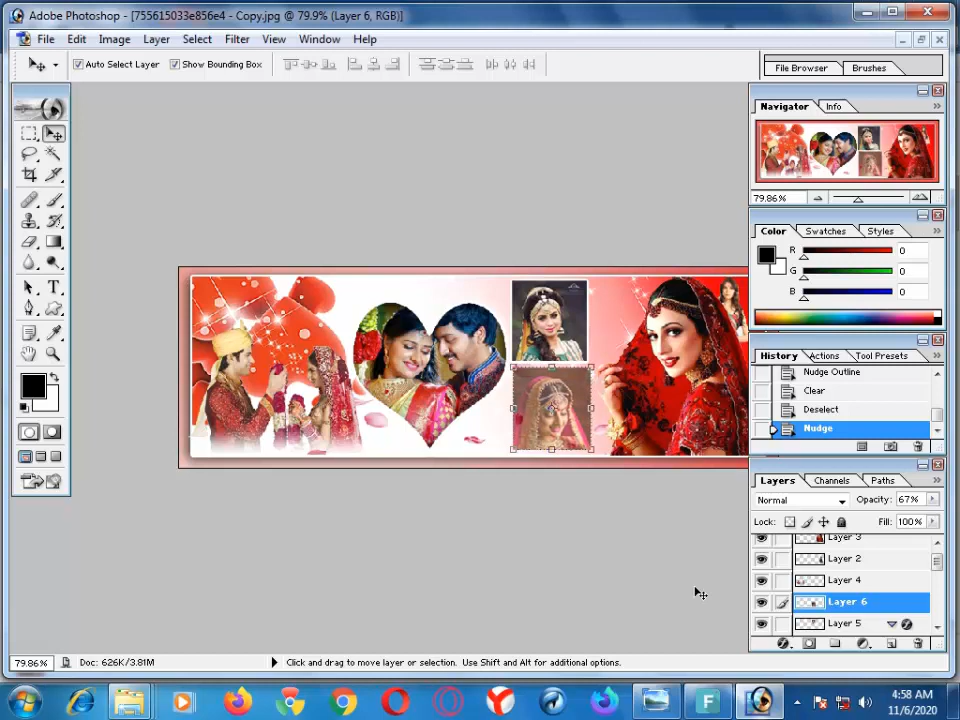 Adobe Photoshop - [755615033e856e4 - Copy.jpg @ 79.9% (Layer 6, RGB)]
File Edit Image Layer Select Filter View Window Help
Auto Select Layer Show Bounding Box
File Browser Brushes
Navigator Info
79.86%
Color Swatches Styles
R 0
G 0
B 0
History Actions Tool Presets
Nudge Outline
Clear
Deselect
Nudge
Layers Channels Paths
Normal Opacity: 67%
Lock: Fill: 100%
Layer 3
Layer 2
Layer 4
Layer 6
Layer 5
79.86% Doc: 626K/3.81M Click and drag to move layer or selection. Use Shift and Alt for additional options.
4:58 AM
11/6/2020